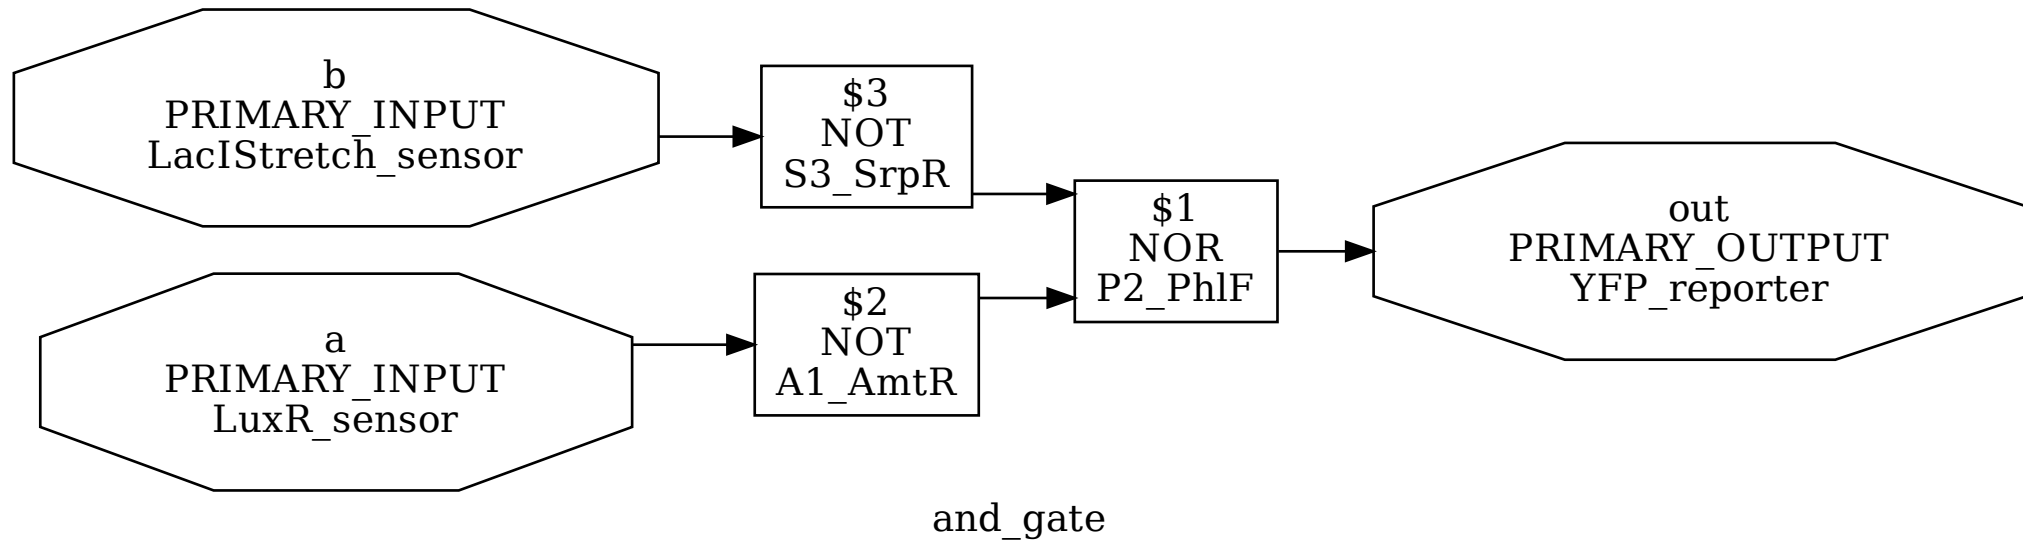 b
PRIMARY_INPUT
LacIStretch_sensor
$3
NOT
S3_SrpR
a
PRIMARY_INPUT
LuxR_sensor
$2
NOT
A1_AmtR
$1
NOR
P2_PhlF
out
PRIMARY_OUTPUT
YFP_reporter
and_gate